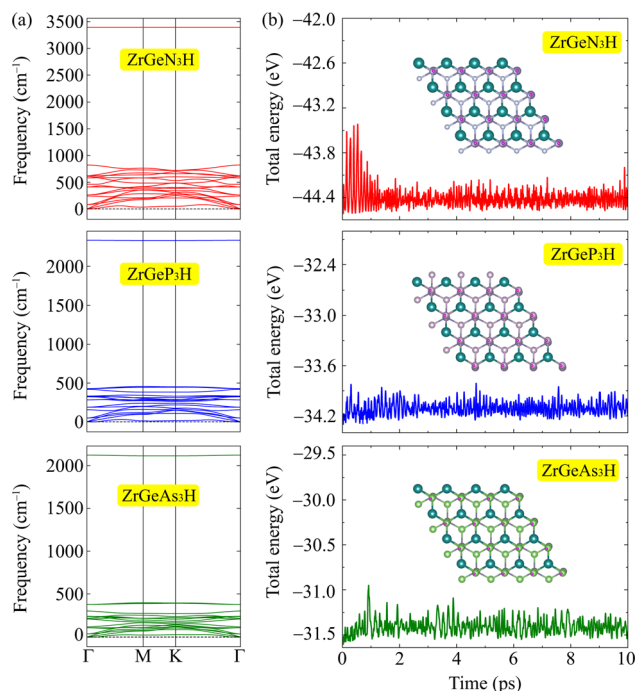 (a)
Frequency (cm⁻¹)
3500
3000
2500
2000
1500
1000
500
0
ZrGeN₃H
(b)
Total energy (eV)
−42.0
−42.6
−43.2
−43.8
−44.4
ZrGeN₃H
Frequency (cm⁻¹)
2000
1500
1000
500
0
ZrGeP₃H
Total energy (eV)
−32.4
−33.0
−33.6
−34.2
ZrGeP₃H
Frequency (cm⁻¹)
2000
1500
1000
500
0
ZrGeAs₃H
Γ M K Γ
Total energy (eV)
−29.5
−30.0
−30.5
−31.0
−31.5
ZrGeAs₃H
0 2 4 6 8 10
Time (ps)